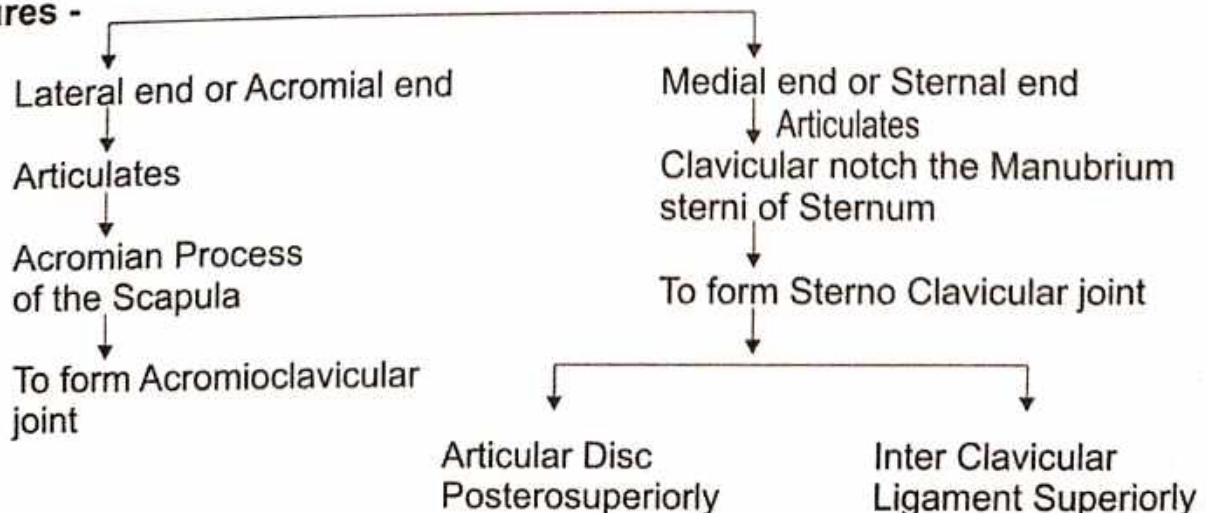 ures -
Lateral end or Acromial end
Articulates
Acromian Process
of the Scapula
To form Acromioclavicular
joint
Medial end or Sternal end
Articulates
Clavicular notch the Manubrium
sterni of Sternum
To form Sterno Clavicular joint
Articular Disc
Posterosuperiorly
Inter Clavicular
Ligament Superiorly